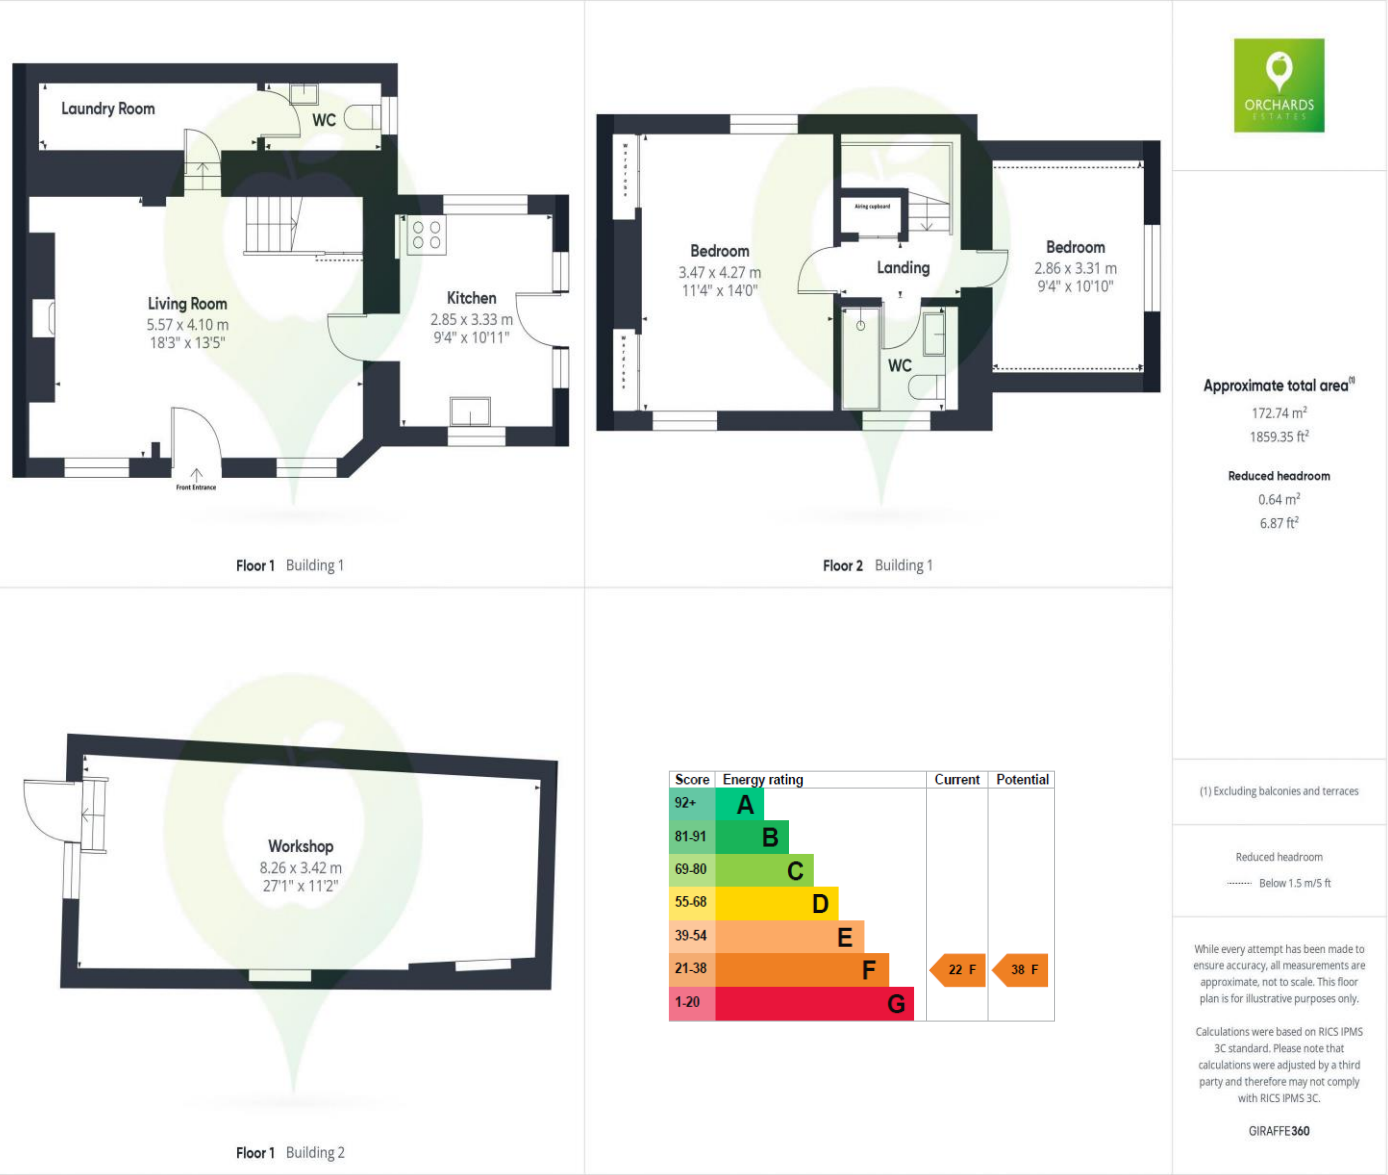 Laundry Room
WC
Living Room
5.57 x 4.10 m
18'3" x 13'5"
Kitchen
2.85 x 3.33 m
9'4" x 10'11"
Front Entrance
Floor 1 Building 1
Wardrobe
Bedroom
3.47 x 4.27 m
11'4" x 14'0"
Wardrobe
Airing cupboard
Landing
WC
Bedroom
2.86 x 3.31 m
9'4" x 10'10"
Floor 2 Building 1
Workshop
8.26 x 3.42 m
27'1" x 11'2"
Floor 1 Building 2
Score Energy rating Current Potential
92+ A
81-91 B
69-80 C
55-68 D
39-54 E
21-38 F 22 F 38 F
1-20 G
ORCHARDS
ESTATES
Approximate total area(1)
172.74 m²
1859.35 ft²
Reduced headroom
0.64 m²
6.87 ft²
(1) Excluding balconies and terraces
Reduced headroom
Below 1.5 m/5 ft
While every attempt has been made to
ensure accuracy, all measurements are
approximate, not to scale. This floor
plan is for illustrative purposes only.
Calculations were based on RICS IPMS
3C standard. Please note that
calculations were adjusted by a third
party and therefore may not comply
with RICS IPMS 3C.
GIRAFFE360